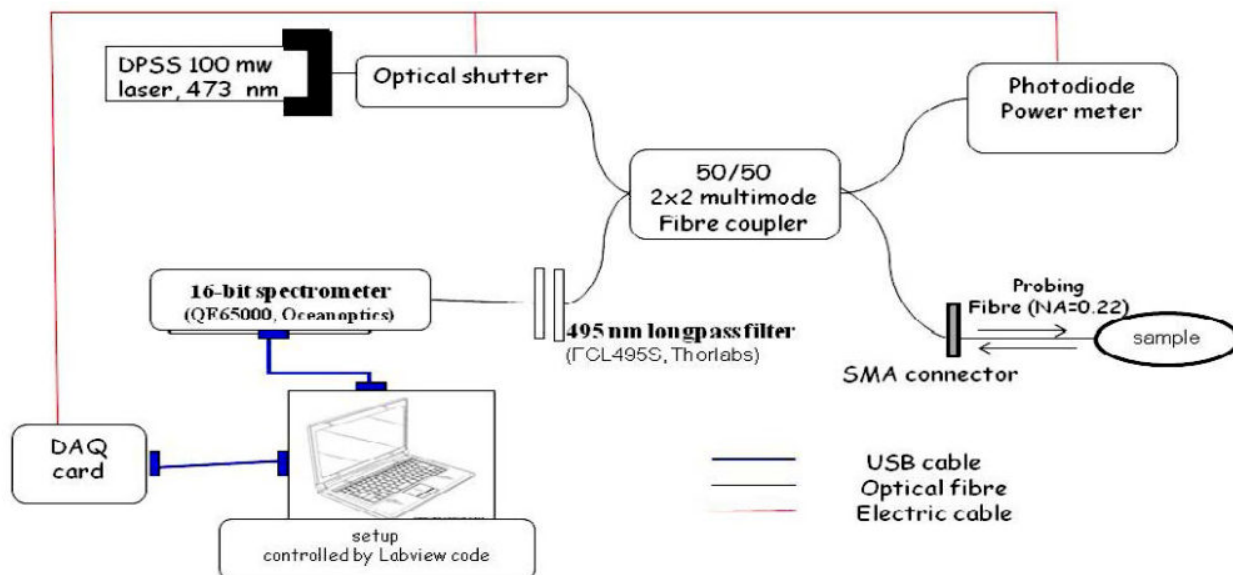 DPSS 100 mw
laser, 473 nm
Optical shutter
Photodiode
Power meter
50/50
2x2 multimode
Fibre coupler
16-bit spectrometer
(QE65000, Oceanoptics)
495 nm longpass filter
(FGL495S, Thorlabs)
Probing
Fibre (NA=0.22)
sample
SMA connector
DAQ
card
setup
controlled by Labview code
USB cable
Optical fibre
Electric cable